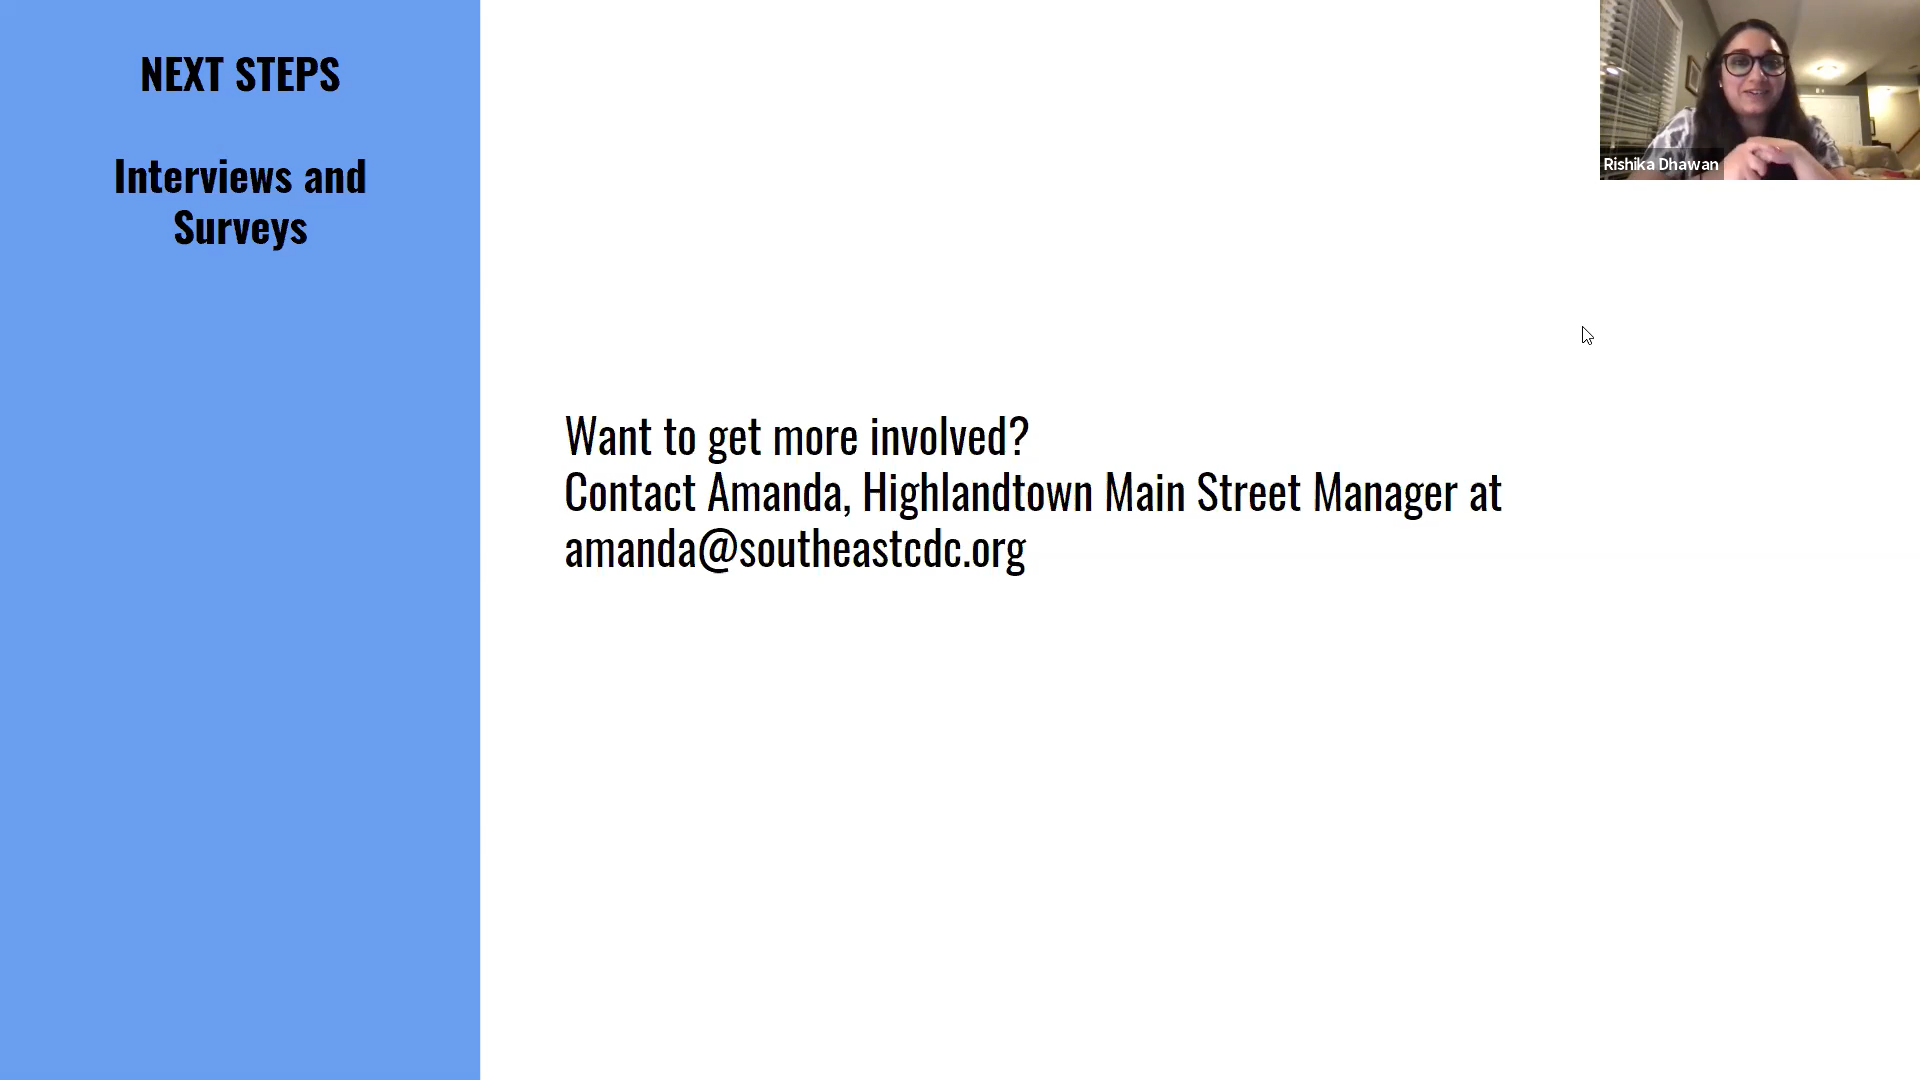 NEXT STEPS
Interviews and
Surveys
Want to get more involved?
Contact Amanda, Highlandtown Main Street Manager at
amanda@southeastcdc.org
Rishika Dhawan